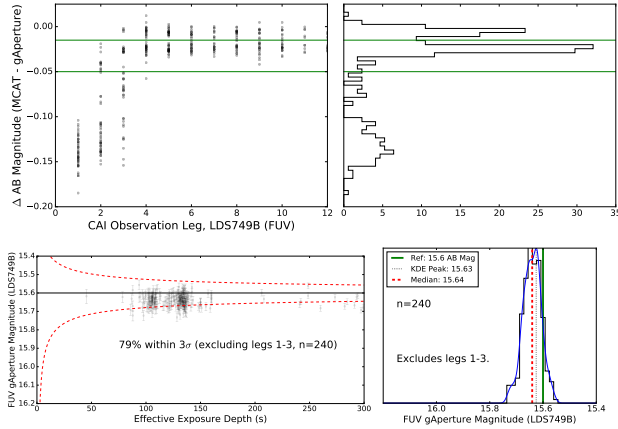 0.00
−0.05
−0.10
−0.15
−0.20
Δ AB Magnitude (MCAT - gAperture)
0 2 4 6 8 10 12
CAI Observation Leg, LDS749B (FUV)
0 5 10 15 20 25 30 35
15.4
15.5
15.6
15.7
15.8
15.9
16.0
16.1
16.2
FUV gAperture Magnitude (LDS749B)
79% within 3σ (excluding legs 1-3, n=240)
0 50 100 150 200 250 300
Effective Exposure Depth (s)
Ref: 15.6 AB Mag
KDE Peak: 15.63
Median: 15.64
n=240
Excludes legs 1-3.
16.2 16.0 15.8 15.6 15.4
FUV gAperture Magnitude (LDS749B)